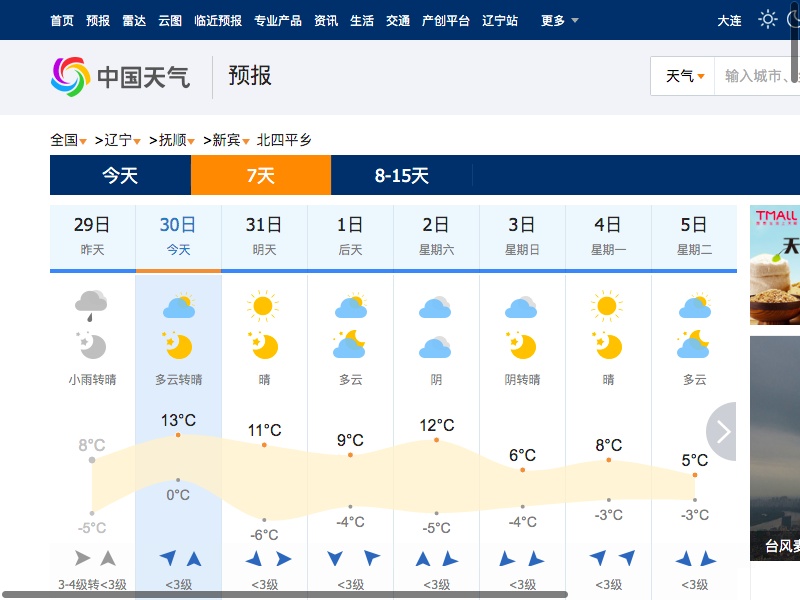 首页 预报 雷达 云图 临近预报 专业产品 资讯 生活 交通 产创平台 辽宁站 更多 大连
中国天气 预报 天气 输入城市、
全国 >辽宁 >抚顺 >新宾 北四平乡
今天 7天 8-15天
29日 30日 31日 1日 2日 3日 4日 5日
昨天 今天 明天 后天 星期六 星期日 星期一 星期二
TMALL
天
小雨转晴 多云转晴 晴 多云 阴 阴转晴 晴 多云
8°C 13°C 11°C 9°C 12°C 6°C 8°C 5°C
-5°C 0°C -6°C -4°C -5°C -4°C -3°C -3°C
台风麦
3-4级转<3级 <3级 <3级 <3级 <3级 <3级 <3级 <3级